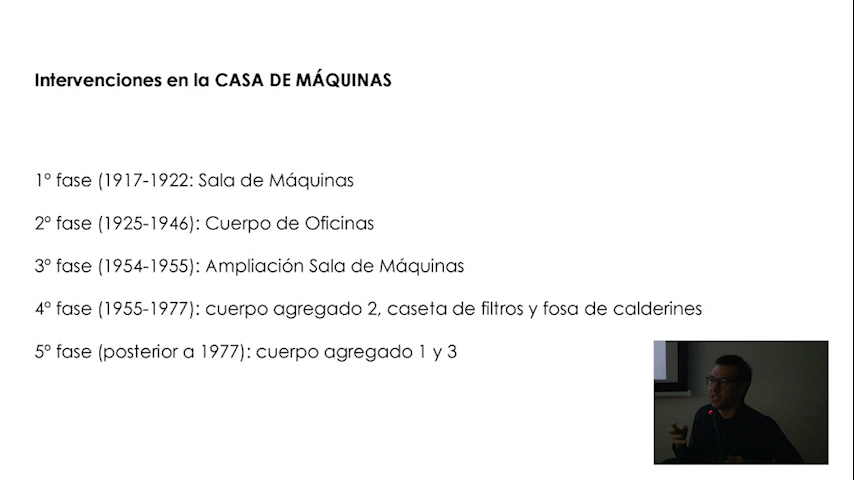 Intervenciones en la CASA DE MÁQUINAS
1º fase (1917-1922: Sala de Máquinas
2º fase (1925-1946): Cuerpo de Oficinas
3º fase (1954-1955): Ampliación Sala de Máquinas
4º fase (1955-1977): cuerpo agregado 2, caseta de filtros y fosa de calderines
5º fase (posterior a 1977): cuerpo agregado 1 y 3